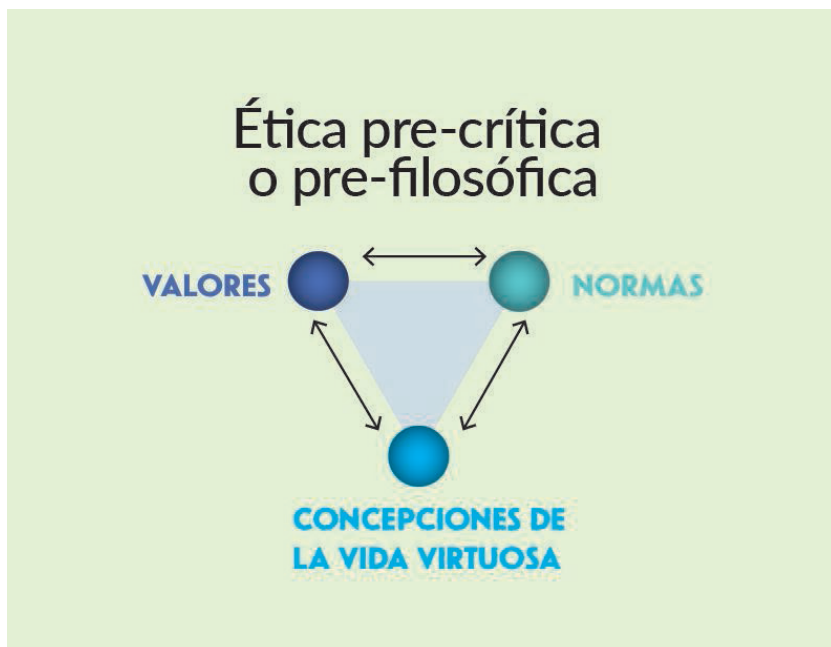 Ética pre-crítica
o pre-filosófica
VALORES
NORMAS
CONCEPCIONES DE
LA VIDA VIRTUOSA